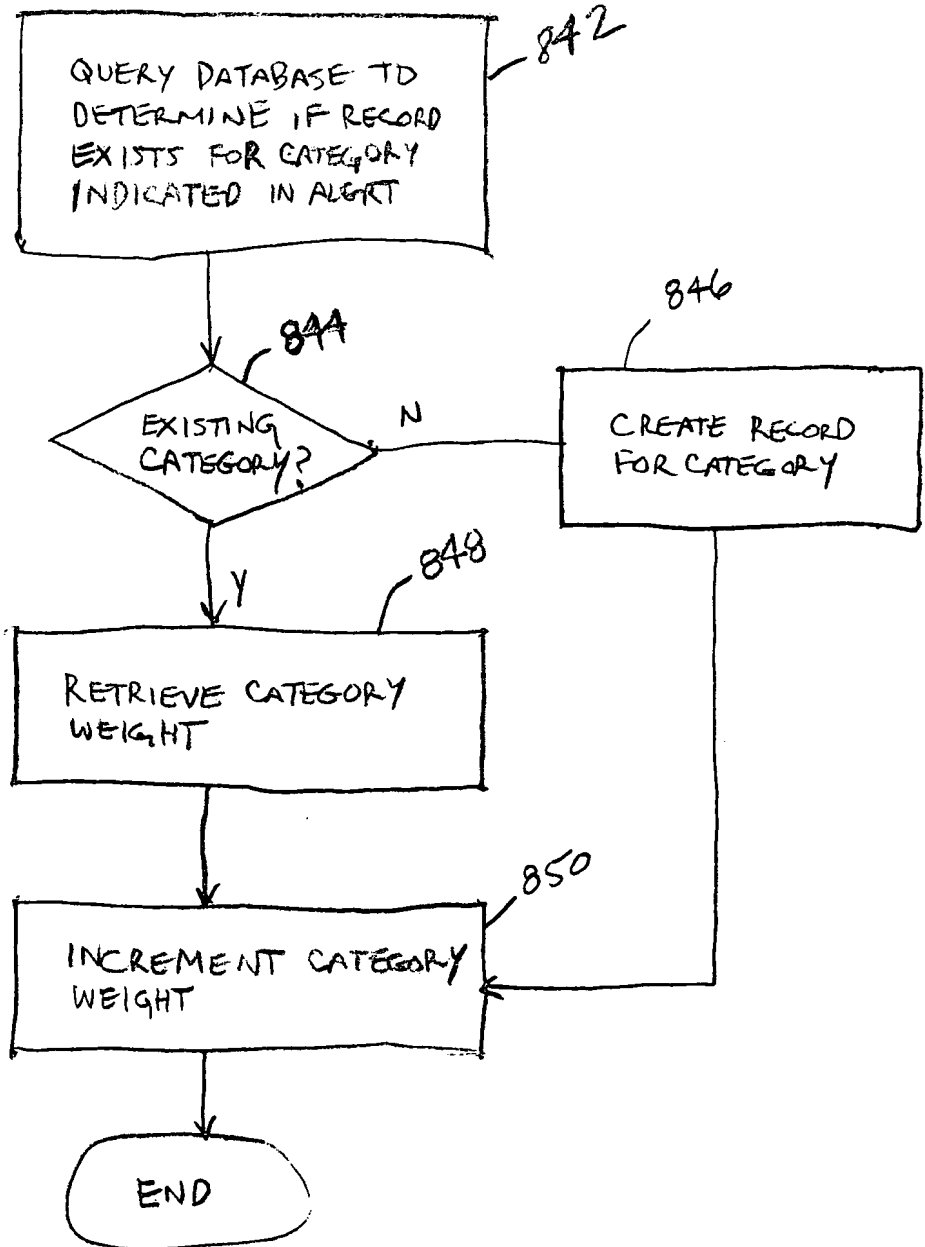 842
QUERY DATABASE TO
DETERMINE IF RECORD
EXISTS FOR CATEGORY
INDICATED IN ALERT
844
EXISTING
CATEGORY?
N
846
CREATE RECORD
FOR CATEGORY
Y
848
RETRIEVE CATEGORY
WEIGHT
850
INCREMENT CATEGORY
WEIGHT
END